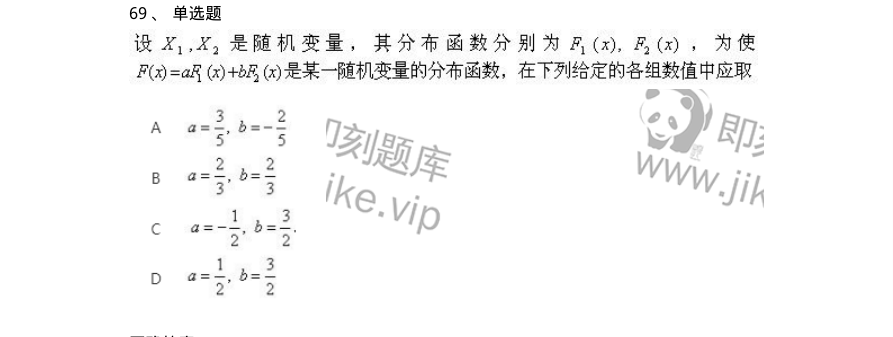 69 、 单选题
设 X₁ , X₂ 是随机变量，其分布函数分别为 F₁ (x), F₂ (x) ，为使
F(x)=aF₁ (x)+bF₂ (x)是某一随机变量的分布函数，在下列给定的各组数值中应取
A a = 3/5, b = - 2/5
B a = 2/3, b = 2/3
C a = - 1/2, b = 3/2.
D a = 1/2, b = 3/2
刻题库
ike.vip
即刻
www.jik